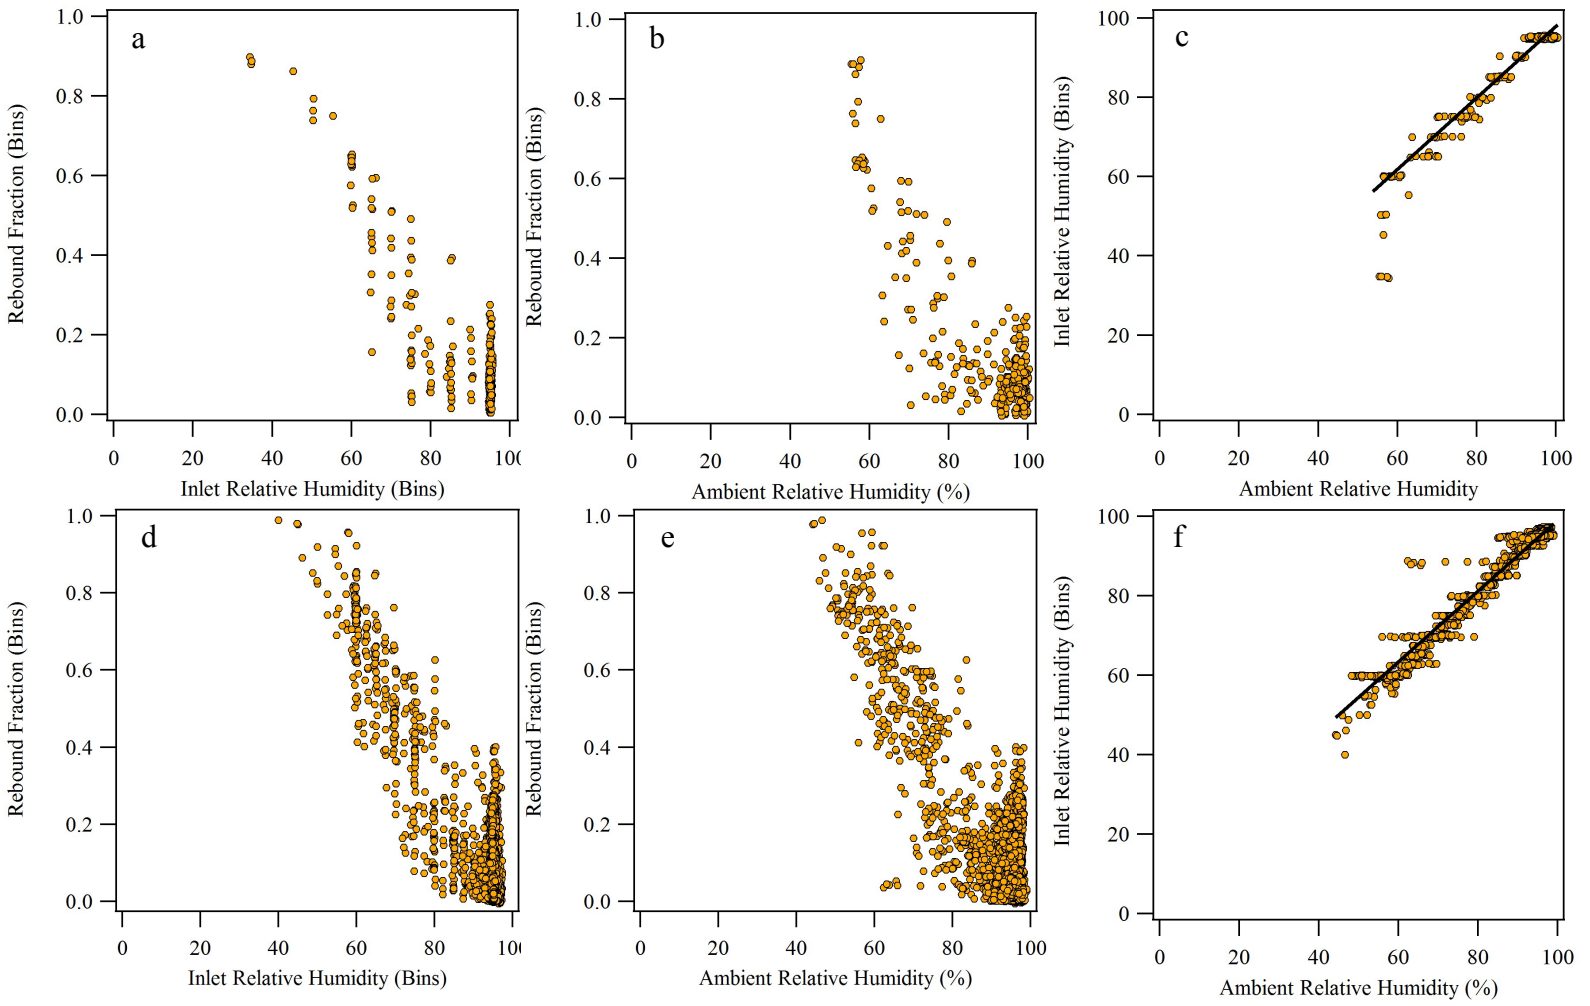 a
1.0
0.8
0.6
0.4
0.2
0.0
Rebound Fraction (Bins)
0 20 40 60 80 100
Inlet Relative Humidity (Bins)
b
1.0
0.8
0.6
0.4
0.2
0.0
Rebound Fraction (Bins)
0 20 40 60 80 100
Ambient Relative Humidity (%)
c
100
80
60
40
20
0
Inlet Relative Humidity (Bins)
0 20 40 60 80 100
Ambient Relative Humidity
d
1.0
0.8
0.6
0.4
0.2
0.0
Rebound Fraction (Bins)
0 20 40 60 80 100
Inlet Relative Humidity (Bins)
e
1.0
0.8
0.6
0.4
0.2
0.0
Rebound Fraction (Bins)
0 20 40 60 80 100
Ambient Relative Humidity (%)
f
100
80
60
40
20
0
Inlet Relative Humidity (Bins)
0 20 40 60 80 100
Ambient Relative Humidity (%)